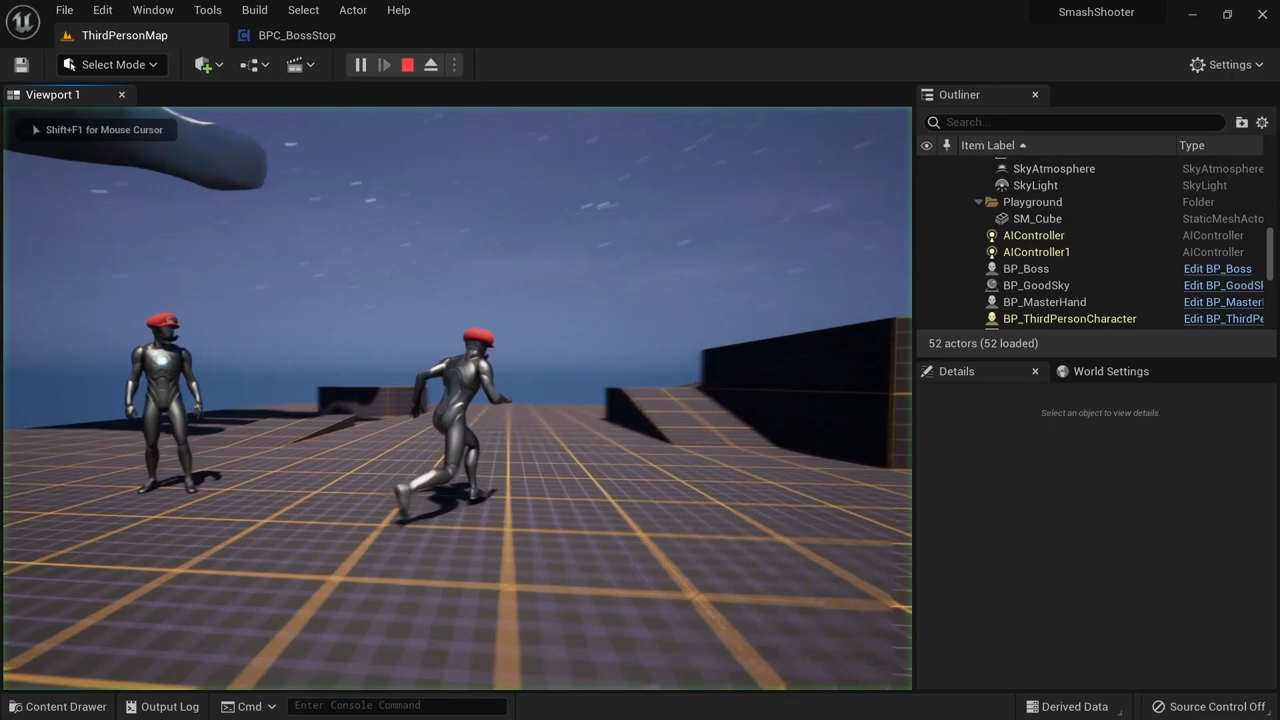 File Edit Window Tools Build Select Actor Help
SmashShooter
ThirdPersonMap
BPC_BossStop
Select Mode
Settings
Viewport 1
Outliner
Shift+F1 for Mouse Cursor
Search...
Item Label
Type
SkyAtmosphere SkyAtmosphere
SkyLight SkyLight
Playground Folder
SM_Cube StaticMeshActo
AIController AIController
AIController1 AIController
BP_Boss Edit BP_Boss
BP_GoodSky Edit BP_GoodSk
BP_MasterHand Edit BP_Master
BP_ThirdPersonCharacter Edit BP_ThirdPe
52 actors (52 loaded)
Details
World Settings
Select an object to view details.
Content Drawer
Output Log
Cmd
Enter Console Command
Derived Data
Source Control Off